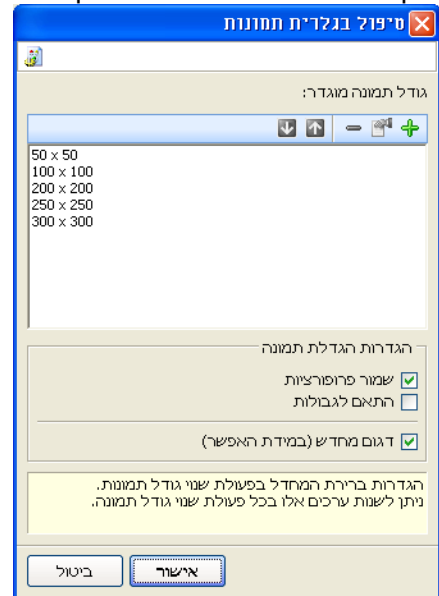 טיפול בגלרית תמונות
גודל תמונה מוגדר:
50 x 50
100 x 100
200 x 200
250 x 250
300 x 300
הגדרות הגדלת תמונה
שמור פרופורציות
התאם לגבולות
דגום מחדש (במידת האפשר)
הגדרות ברירת המחדל בפעולת שנוי גודל תמונות.
ניתן לשנות ערכים אלו בכל פעולת שנוי גודל תמונה.
אישור
ביטול